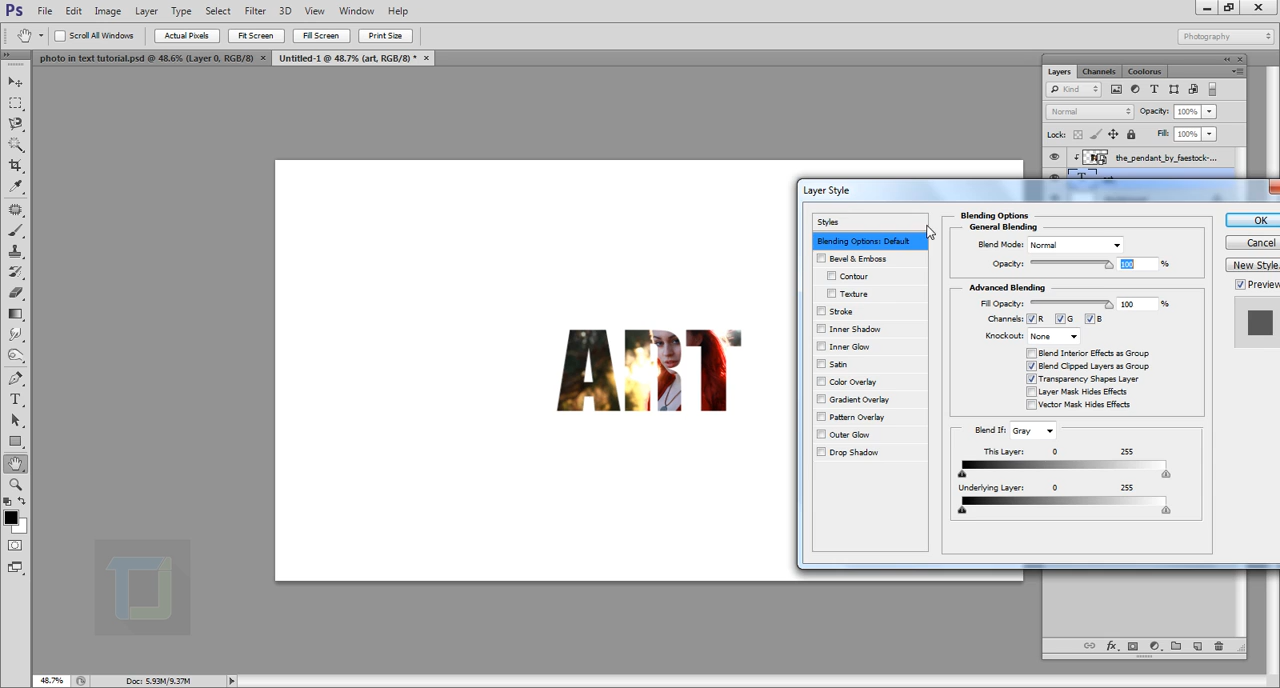 Ps File Edit Image Layer Type Select Filter 3D View Window Help
Scroll All Windows Actual Pixels Fit Screen Fill Screen Print Size Photography
photo in text tutorial.psd @ 48.6% (Layer 0, RGB/8) × Untitled-1 @ 48.7% (art, RGB/8) * ×
Layers Channels Coolorus
Kind
Normal Opacity: 100%
Lock: Fill: 100%
the_pendant_by_faestock-...
Layer Style
Styles
Blending Options: Default
Bevel & Emboss
Contour
Texture
Stroke
Inner Shadow
Inner Glow
Satin
Color Overlay
Gradient Overlay
Pattern Overlay
Outer Glow
Drop Shadow
Blending Options
General Blending
Blend Mode: Normal
Opacity: 100 %
Advanced Blending
Fill Opacity: 100 %
Channels: R G B
Knockout: None
Blend Interior Effects as Group
Blend Clipped Layers as Group
Transparency Shapes Layer
Layer Mask Hides Effects
Vector Mask Hides Effects
Blend If: Gray
This Layer: 0 255
Underlying Layer: 0 255
OK
Cancel
New Style
Preview
ART
48.7% Doc: 5.93M/9.37M